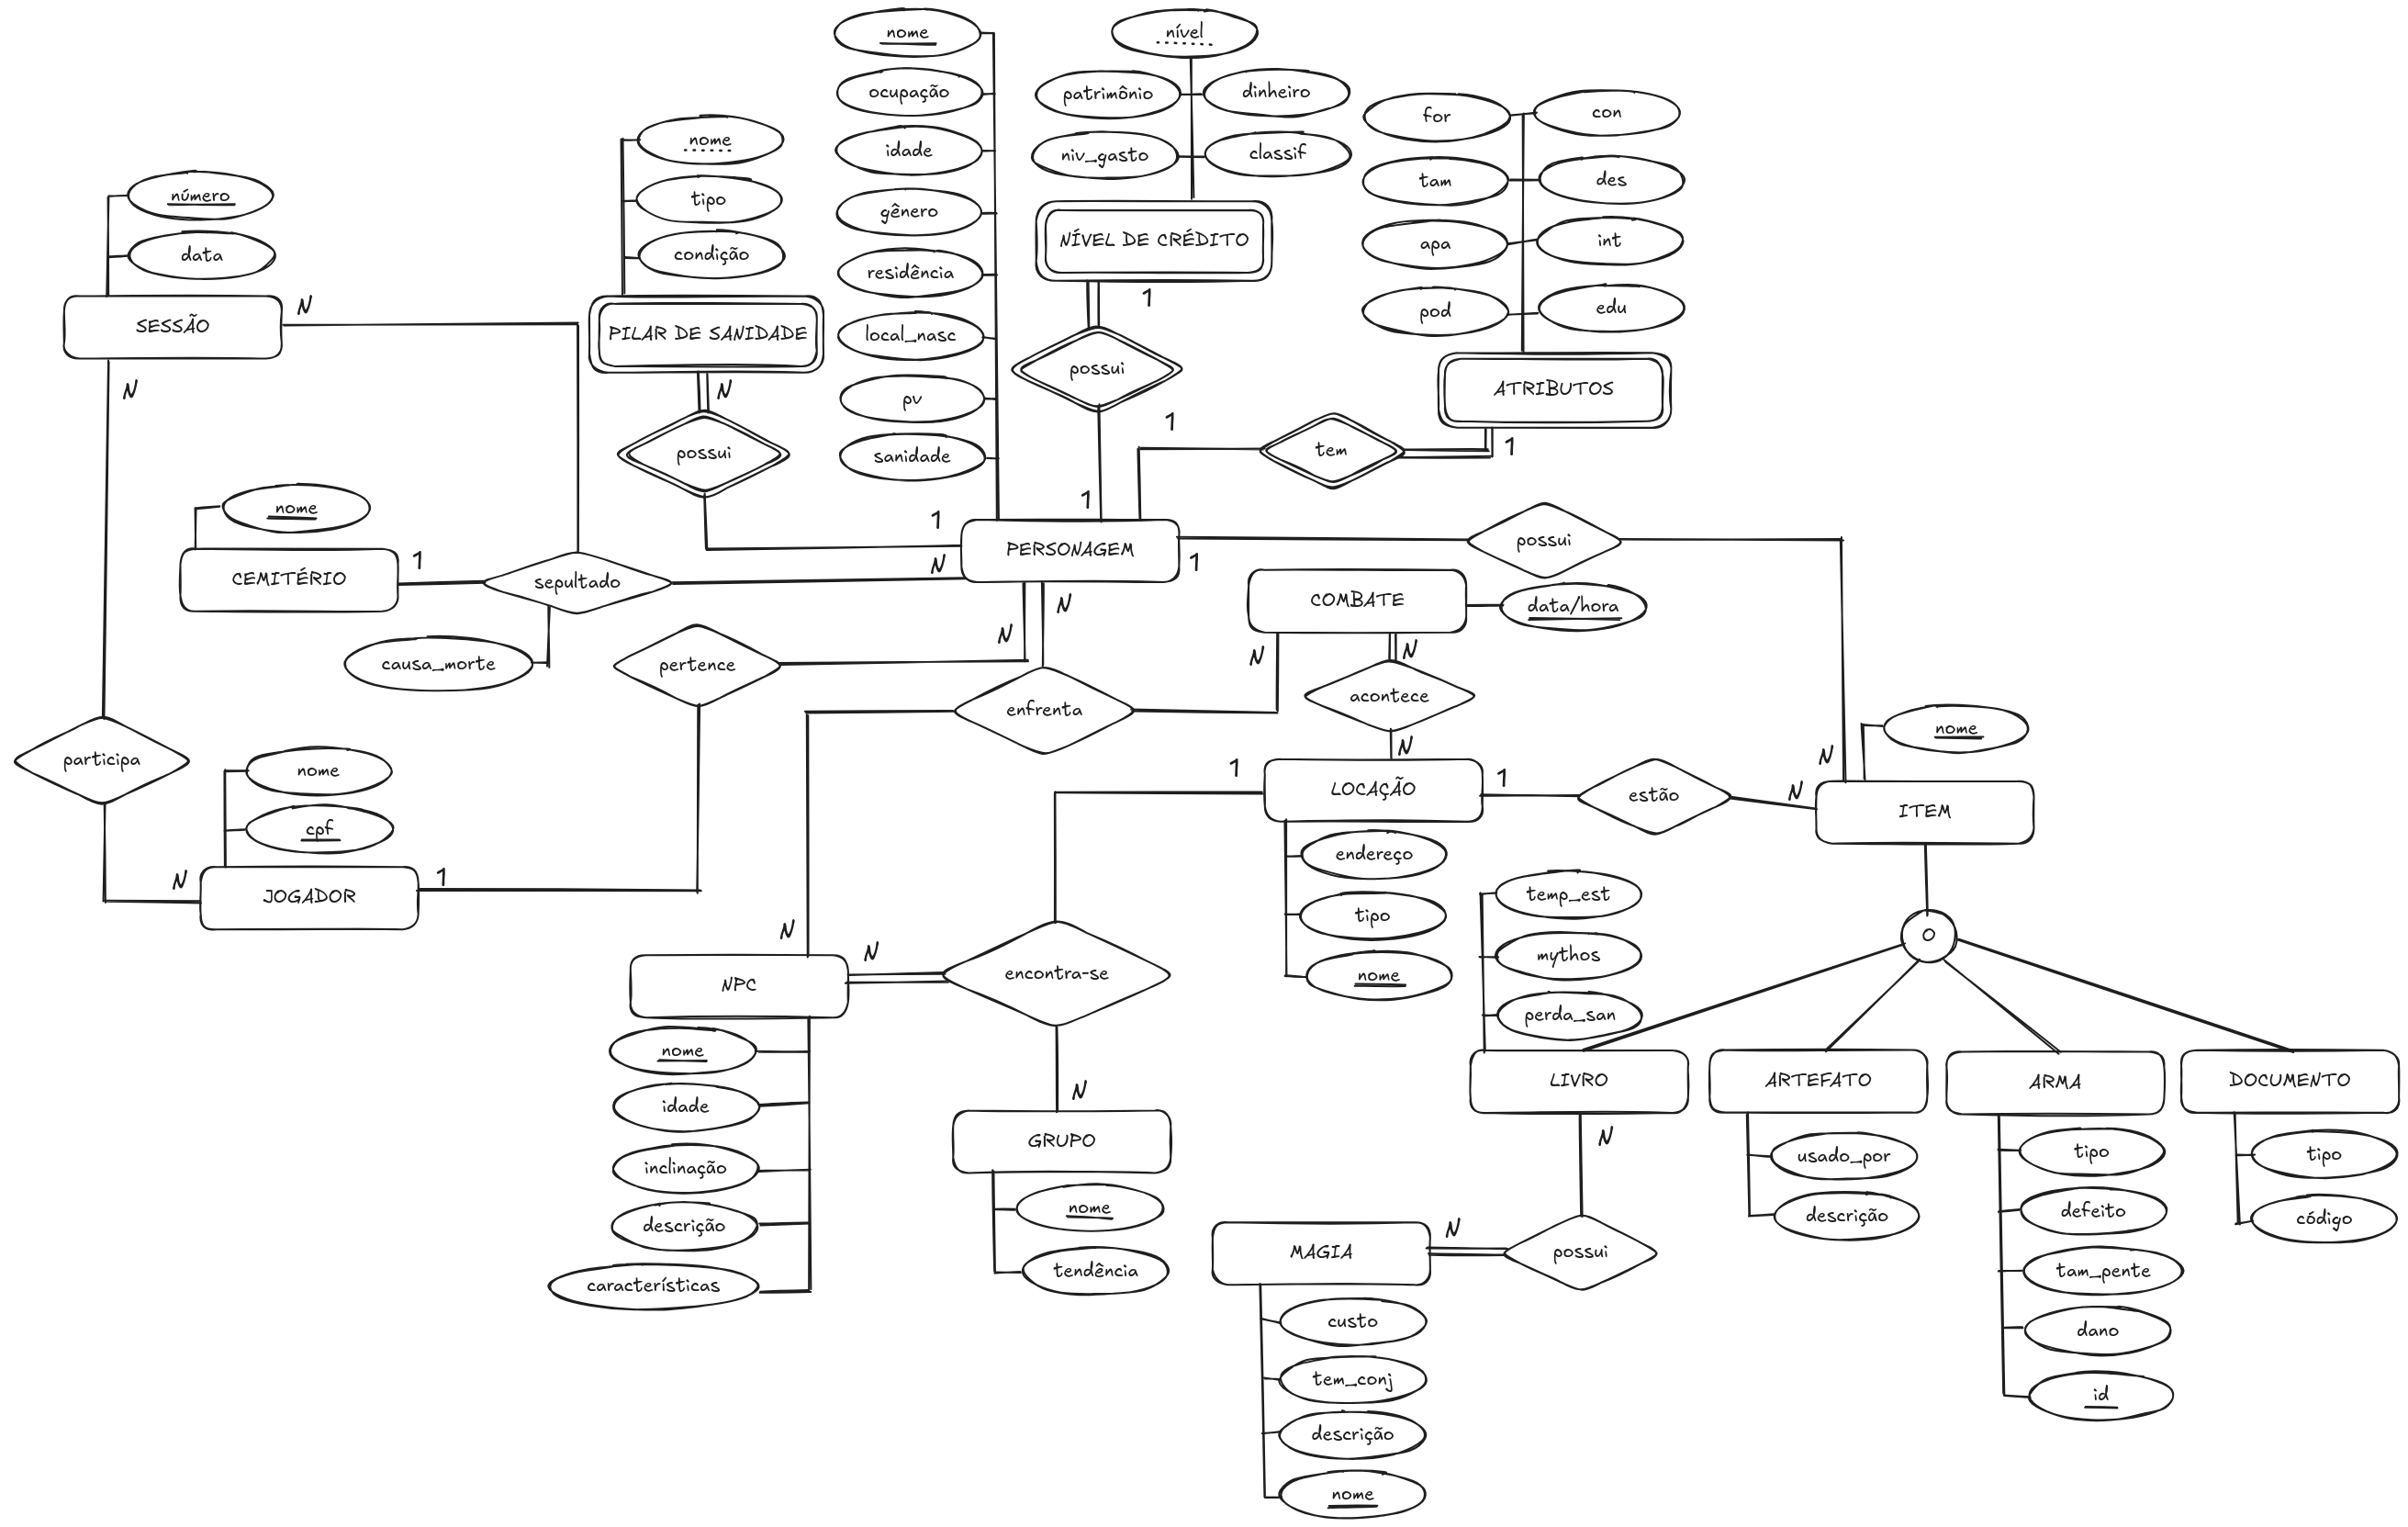 nome
ocupação
idade
gênero
residência
local_nasc
pv
sanidade
nível
patrimônio
dinheiro
niv_gasto
classif
NÍVEL DE CRÉDITO
1
possui
1
for
con
tam
des
apa
int
pod
edu
ATRIBUTOS
1
tem
1
nome
tipo
condição
PILAR DE SANIDADE
N
possui
1
número
data
SESSÃO
N
N
nome
CEMITÉRIO
1
sepultado
N
causa_morte
PERSONAGEM
1
possui
N
COMBATE
data/hora
N
N
acontece
N
N
N
pertence
enfrenta
participa
nome
cpf
JOGADOR
N
1
LOCAÇÃO
1
1
estão
N
endereço
tipo
nome
nome
ITEM
o
N
NPC
N
encontra-se
N
nome
idade
inclinação
descrição
características
GRUPO
nome
tendência
temp_est
mythos
perda_san
LIVRO
N
ARTEFATO
usado_por
descrição
ARMA
tipo
defeito
tam_pente
dano
id
DOCUMENTO
tipo
código
MAGIA
N
possui
custo
tem_conj
descrição
nome